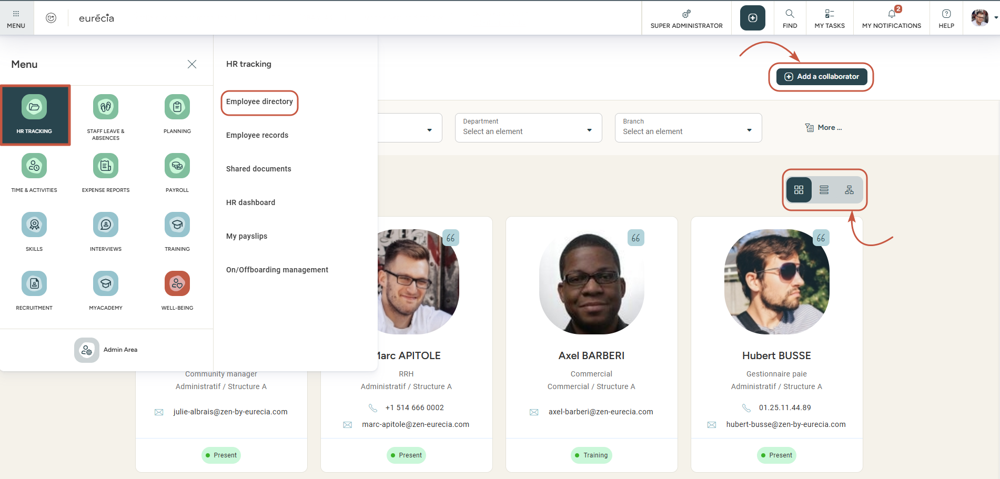 MENU
eurécia
SUPER ADMINISTRATOR
FIND
MY TASKS
2
MY NOTIFICATIONS
HELP
Menu
HR TRACKING
STAFF LEAVE &
ABSENCES
PLANNING
TIME & ACTIVITIES
EXPENSE REPORTS
PAYROLL
SKILLS
INTERVIEWS
TRAINING
RECRUITMENT
MYACADEMY
WELL-BEING
Admin Area
HR tracking
Employee directory
Employee records
Shared documents
HR dashboard
My payslips
On/Offboarding management
Add a collaborator
Department
Select an element
Branch
Select an element
More ...
Community manager
Administratif / Structure A
julie-albrais@zen-by-eurecia.com
Present
66
Marc APITOLE
RRH
Administratif / Structure A
+1 514 666 0002
marc-apitole@zen-eurecia.com
Present
66
Axel BARBERI
Commercial
Commercial / Structure A
axel-barberi@zen-eurecia.com
Training
66
Hubert BUSSE
Gestionnaire paie
Administratif / Structure A
01.25.11.44.89
hubert-busse@zen-by-eurecia.com
Present